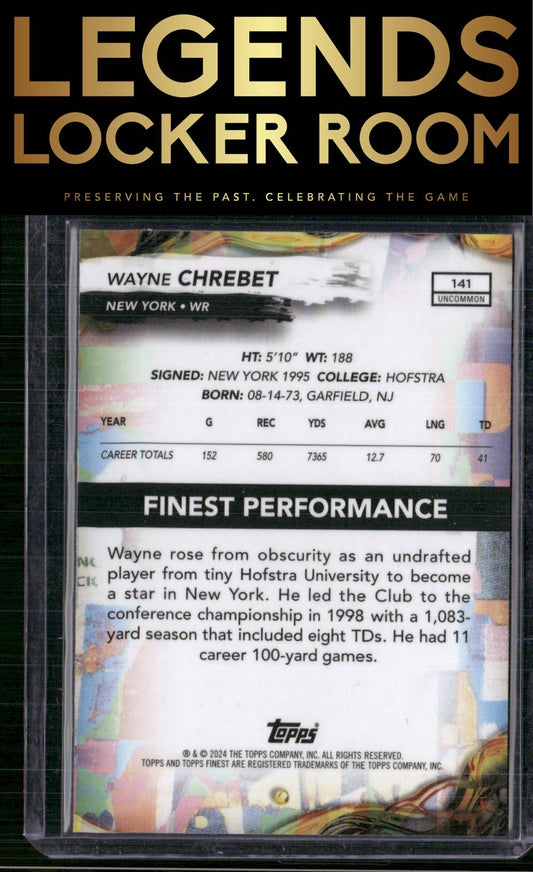 LEGENDS
LOCKER ROOM
PRESERVING THE PAST. CELEBRATING THE GAME
WAYNE CHREBET
141
UNCOMMON
NEW YORK • WR
HT: 5'10" WT: 188
SIGNED: NEW YORK 1995 COLLEGE: HOFSTRA
BORN: 08-14-73, GARFIELD, NJ
YEAR G REC YDS AVG LNG TD
CAREER TOTALS 152 580 7365 12.7 70 41
FINEST PERFORMANCE
Wayne rose from obscurity as an undrafted
player from tiny Hofstra University to become
a star in New York. He led the Club to the
conference championship in 1998 with a 1,083-
yard season that included eight TDs. He had 11
career 100-yard games.
topps
® & © 2024 THE TOPPS COMPANY, INC. ALL RIGHTS RESERVED.
TOPPS AND TOPPS FINEST ARE REGISTERED TRADEMARKS OF THE TOPPS COMPANY, INC.